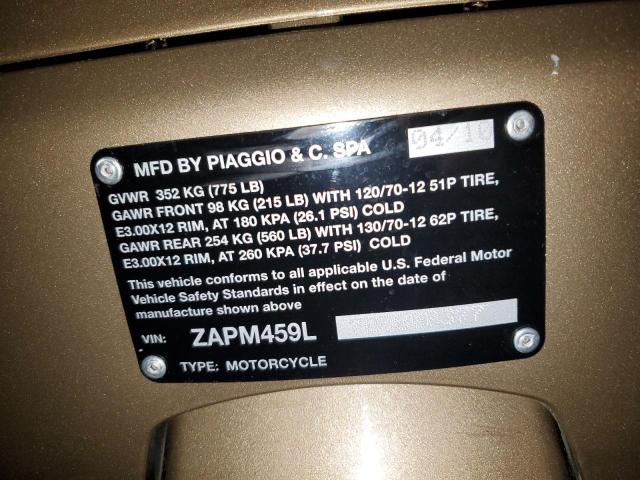 MFD BY PIAGGIO & C. SPA 04/10
GVWR 352 KG (775 LB)
GAWR FRONT 98 KG (215 LB) WITH 120/70-12 51P TIRE,
E3.00X12 RIM, AT 180 KPA (26.1 PSI) COLD
GAWR REAR 254 KG (560 LB) WITH 130/70-12 62P TIRE,
E3.00X12 RIM, AT 260 KPA (37.7 PSI) COLD
This vehicle conforms to all applicable U.S. Federal Motor
Vehicle Safety Standards in effect on the date of
manufacture shown above
VIN: ZAPM459L
TYPE: MOTORCYCLE